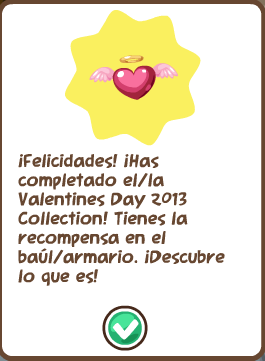 ¡Felicidades! ¡Has
completado el/la
Valentines Day 2013
Collection! Tienes la
recompensa en el
baúl/armario. ¡Descubre
lo que es!